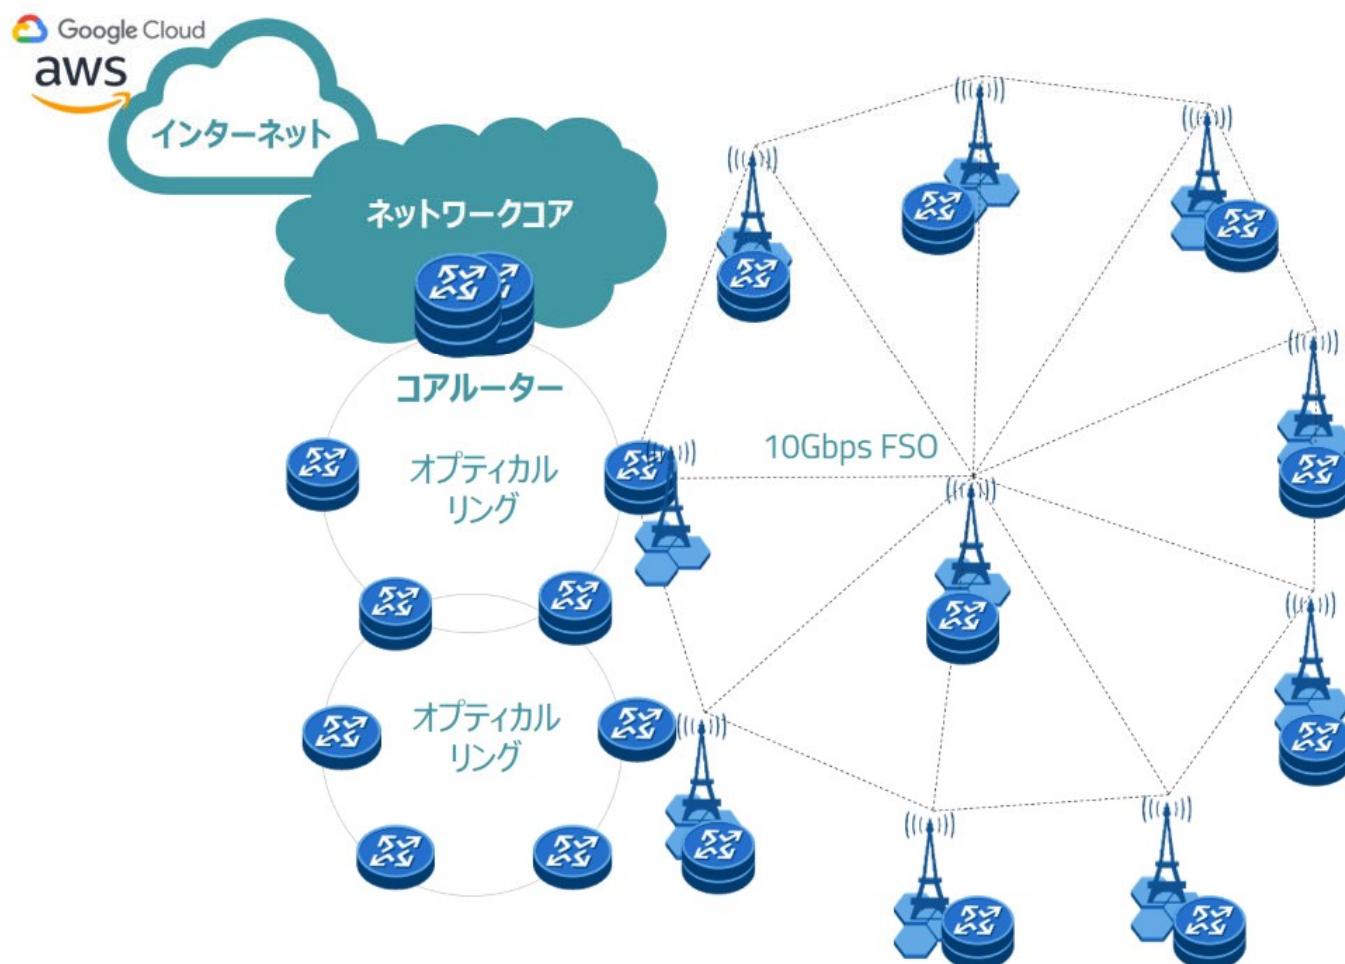 Google Cloud
aws
インターネット
ネットワークコア
コアルーター
オプティカル
リング
10Gbps FSO
オプティカル
リング